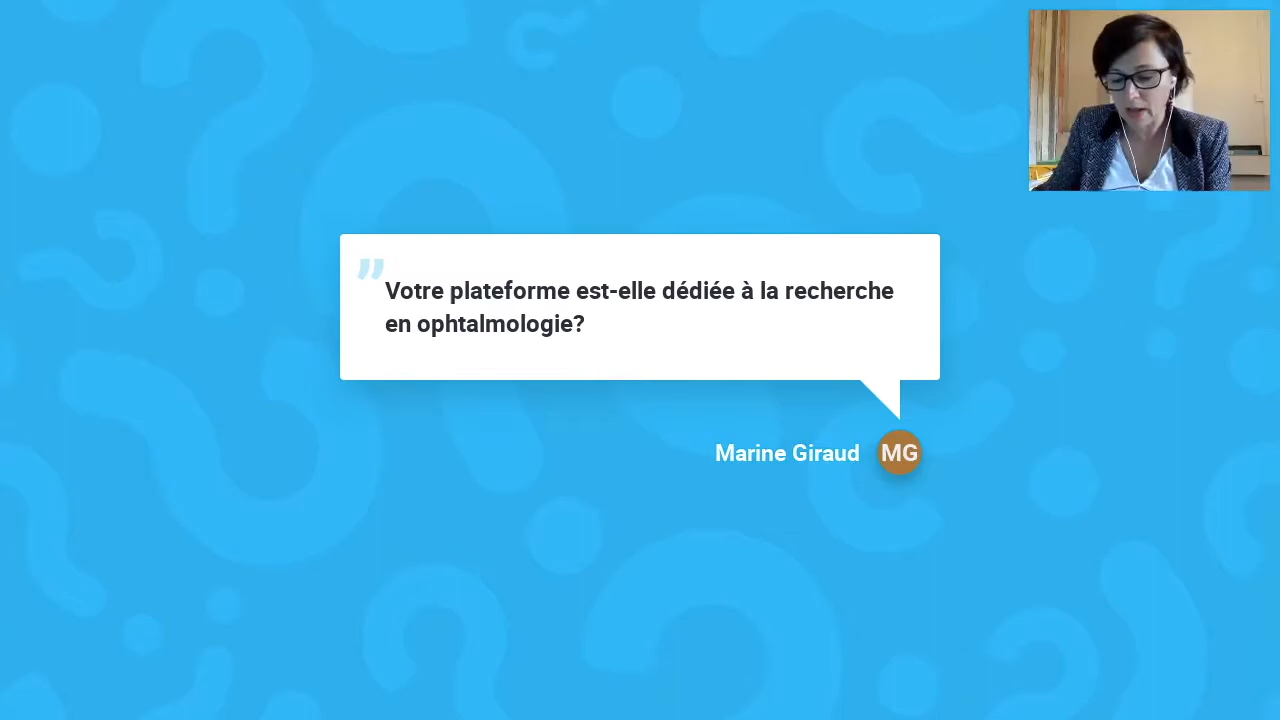 Votre plateforme est-elle dédiée à la recherche
en ophtalmologie?
Marine Giraud MG